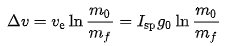 Δv = v_e ln m_0/m_f = I_sp g_0 ln m_0/m_f